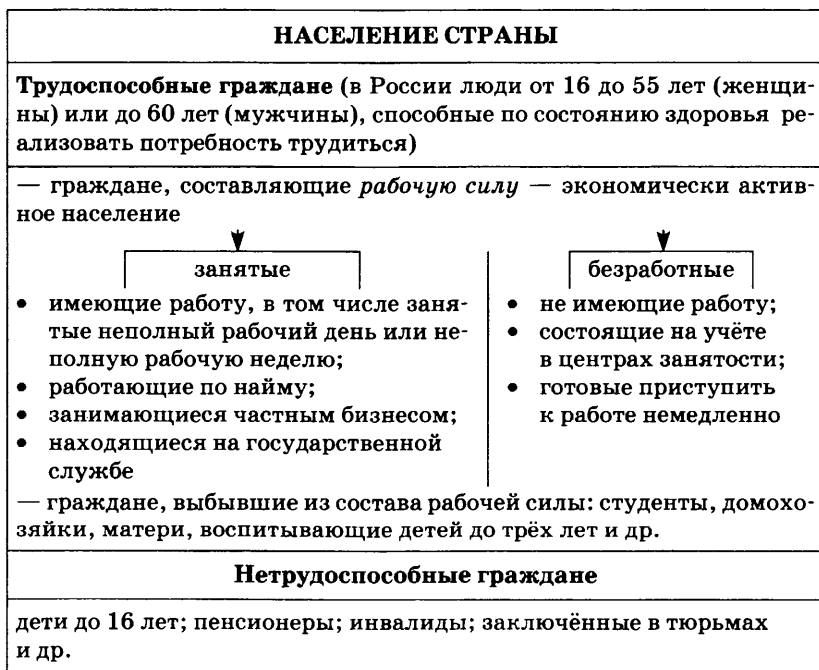 НАСЕЛЕНИЕ СТРАНЫ
Трудоспособные граждане (в России люди от 16 до 55 лет (женщи-
ны) или до 60 лет (мужчины), способные по состоянию здоровья ре-
ализовать потребность трудиться)
— граждане, составляющие рабочую силу — экономически актив-
ное население
занятые
• имеющие работу, в том числе заня-
тые неполный рабочий день или не-
полную рабочую неделю;
• работающие по найму;
• занимающиеся частным бизнесом;
• находящиеся на государственной
службе
безработные
• не имеющие работу;
• состоящие на учёте
в центрах занятости;
• готовые приступить
к работе немедленно
— граждане, выбывшие из состава рабочей силы: студенты, домохо-
зяйки, матери, воспитывающие детей до трёх лет и др.
Нетрудоспособные граждане
дети до 16 лет; пенсионеры; инвалиды; заключённые в тюрьмах
и др.